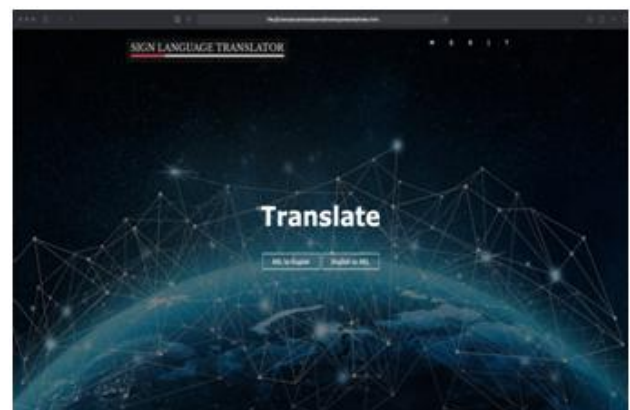 SIGN LANGUAGE TRANSLATOR
Translate
ASL to English English to ASL